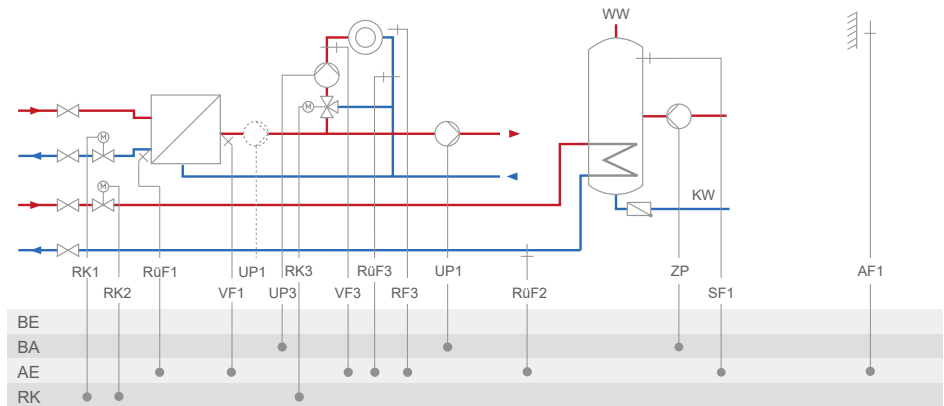 WW
M
M
M
KW
RK1 RüF1 UP1 RK3 RüF3 UP1 ZP AF1
RK2 VF1 UP3 VF3 RF3 RüF2 SF1
BE
BA
AE
RK